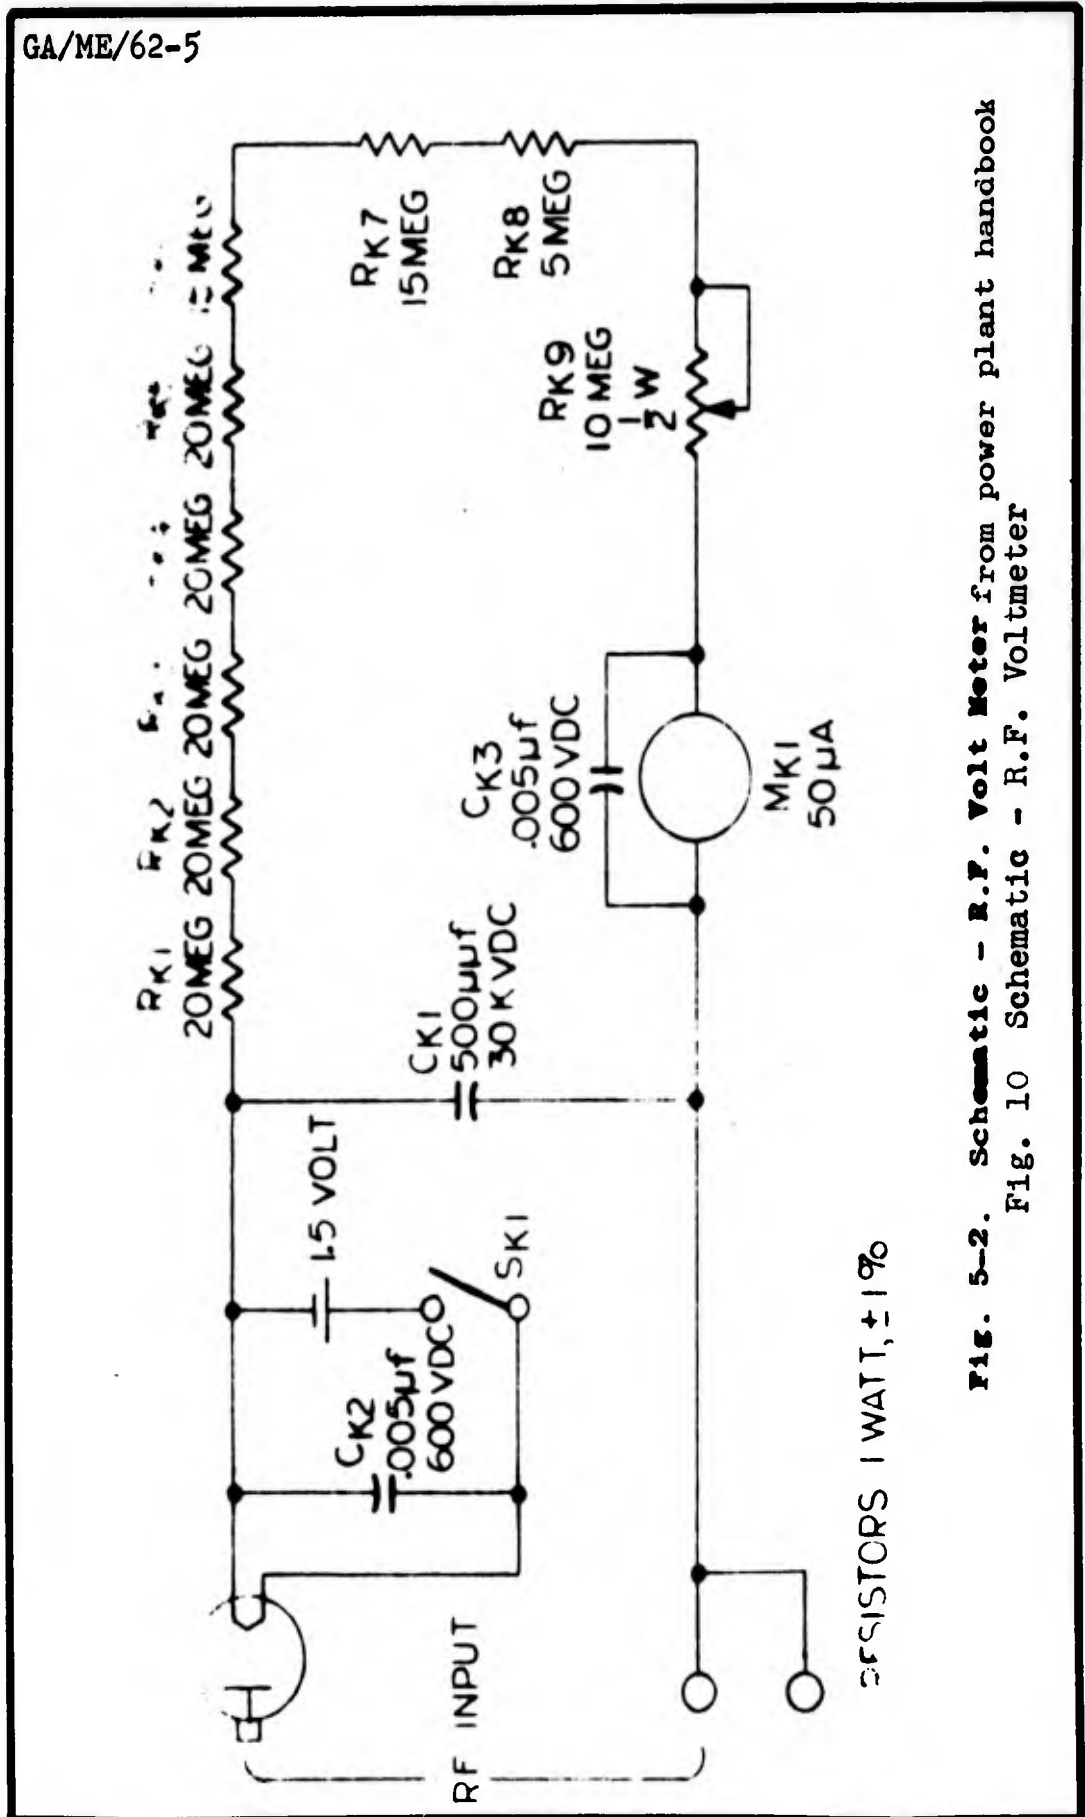 GA/ME/62-5
RK1
20MEG
RK2
20MEG
20MEG
20MEG
20MEG
RK7
15MEG
RK8
5MEG
RK9
10 MEG
1/2 W
CK3
.005µf
600VDC
MK1
50µA
CK1
500µµf
30KVDC
1.5 VOLT
SK1
CK2
.005µf
600VDC
RF INPUT
RESISTORS 1 WATT, ±1%
Fig. 5-2. Schematic - R.F. Volt Meter from power plant handbook
Fig. 10 Schematic - R.F. Voltmeter